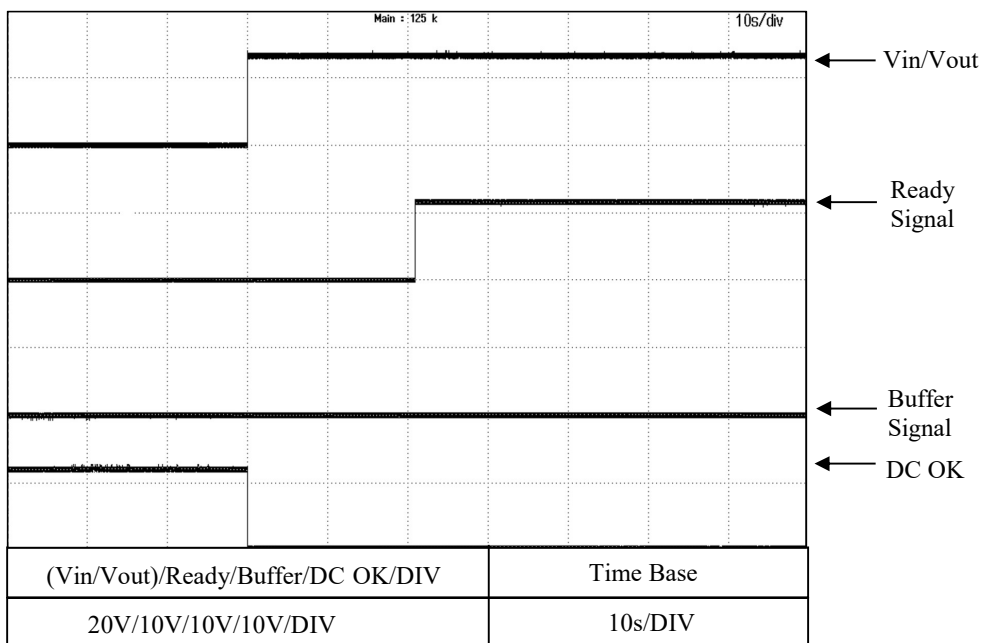 Main : 125 k
10s/div
Vin/Vout
Ready
Signal
Buffer
Signal
DC OK
(Vin/Vout)/Ready/Buffer/DC OK/DIV
Time Base
20V/10V/10V/10V/DIV
10s/DIV